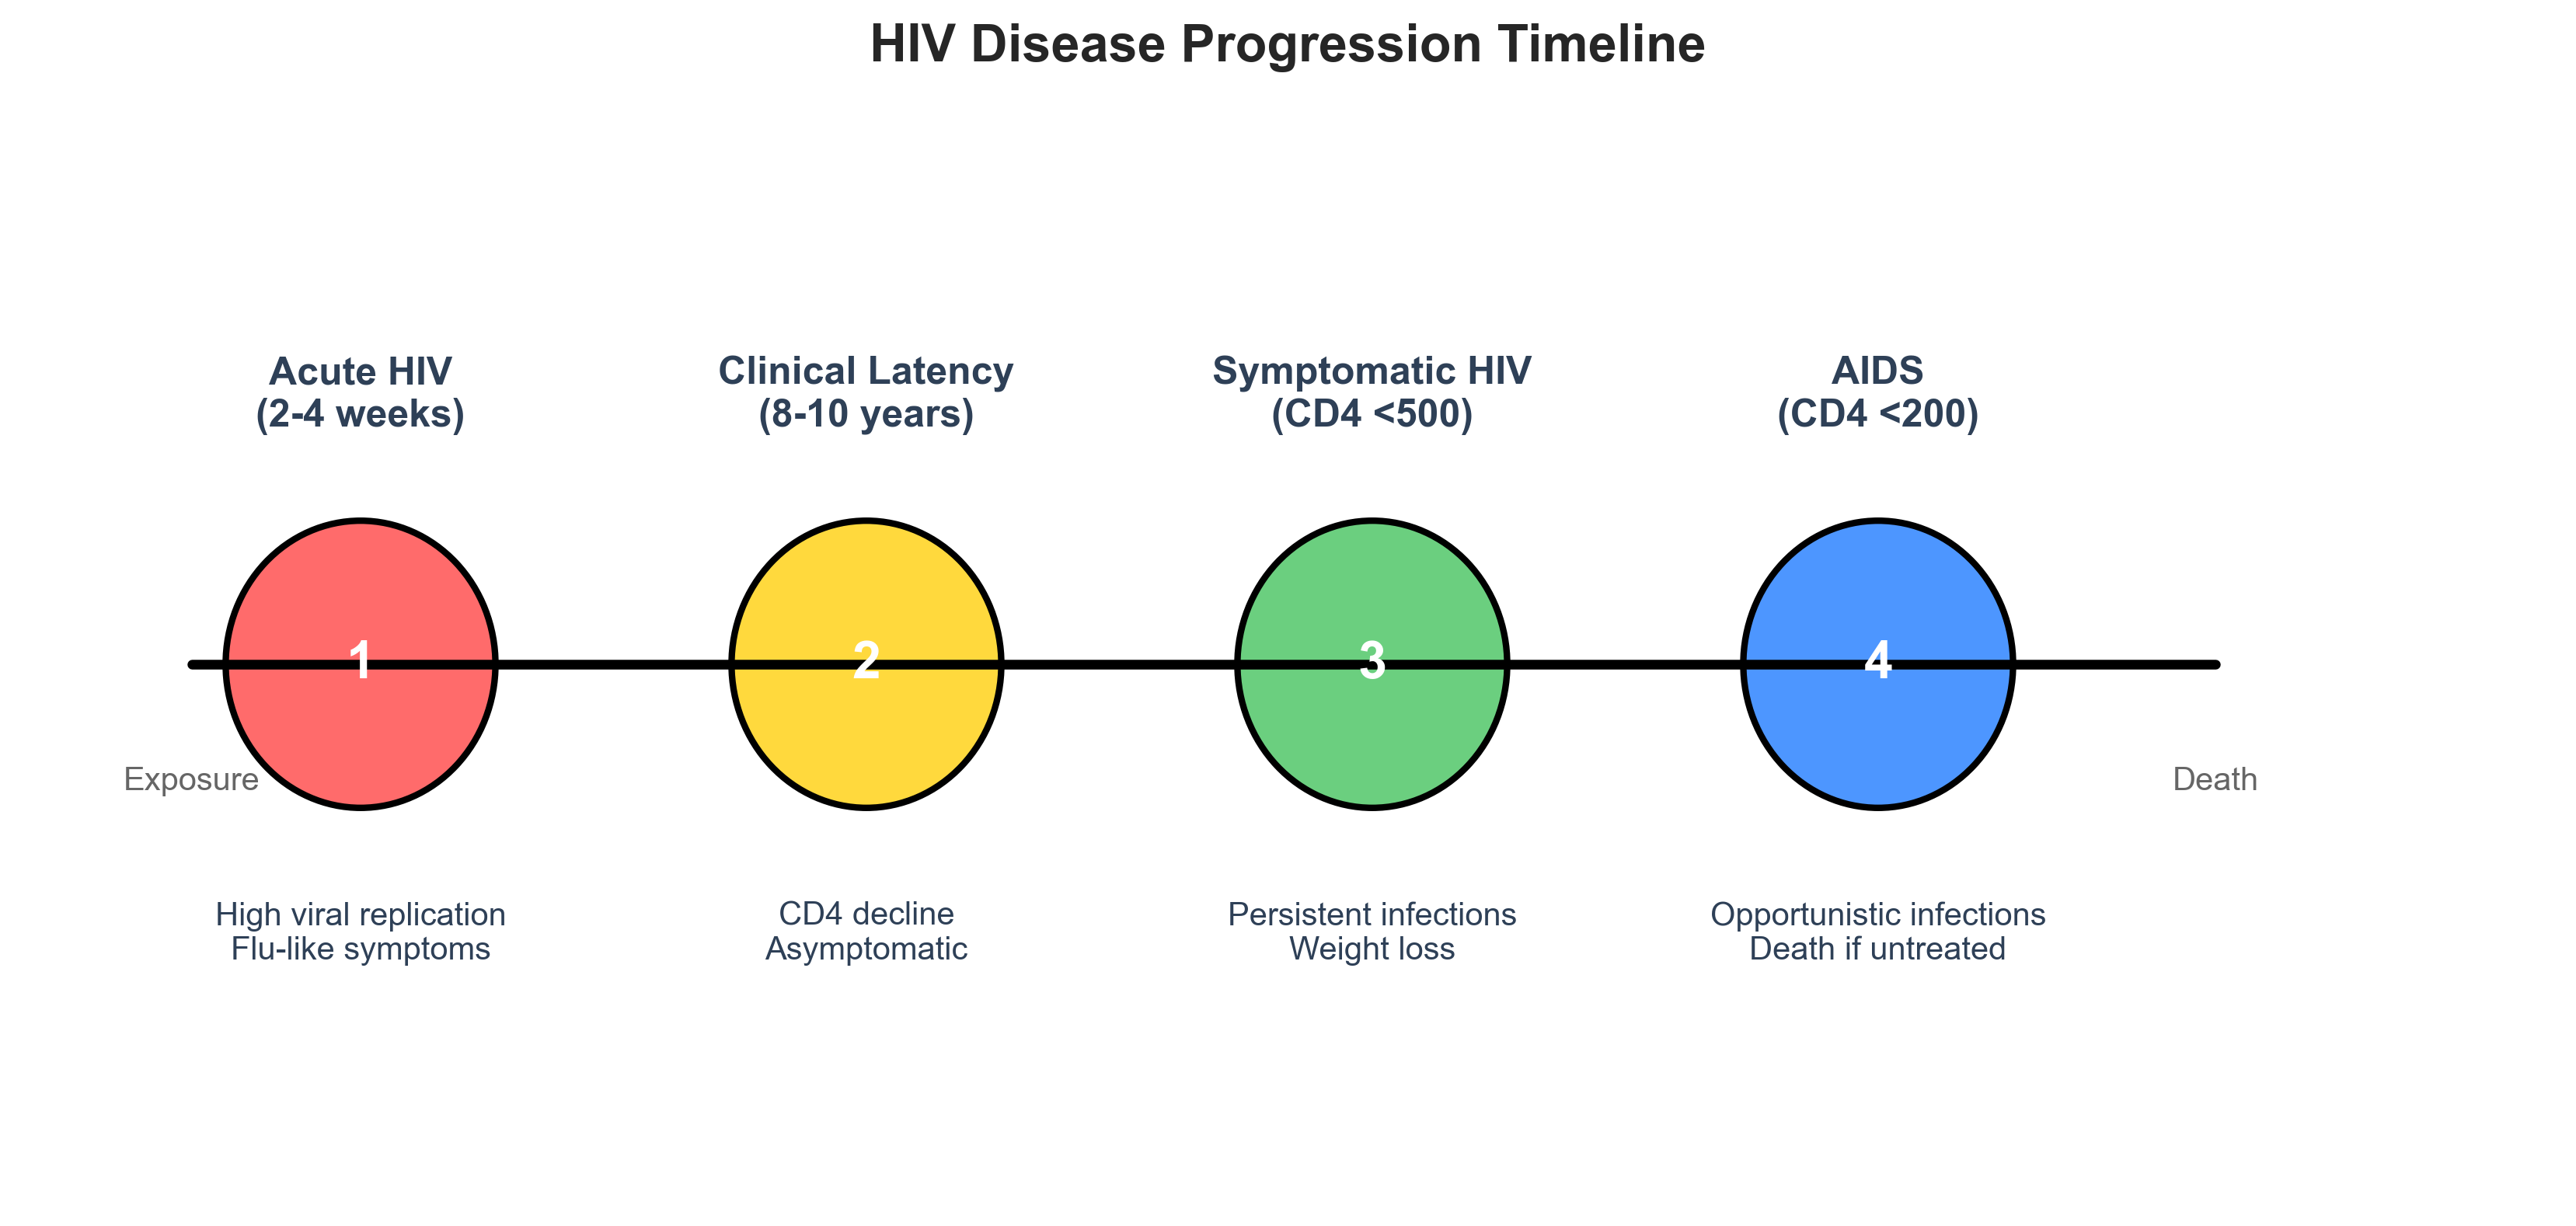 HIV Disease Progression Timeline
Acute HIV
(2-4 weeks)
Clinical Latency
(8-10 years)
Symptomatic HIV
(CD4 <500)
AIDS
(CD4 <200)
1
2
3
4
Exposure
Death
High viral replication
Flu-like symptoms
CD4 decline
Asymptomatic
Persistent infections
Weight loss
Opportunistic infections
Death if untreated